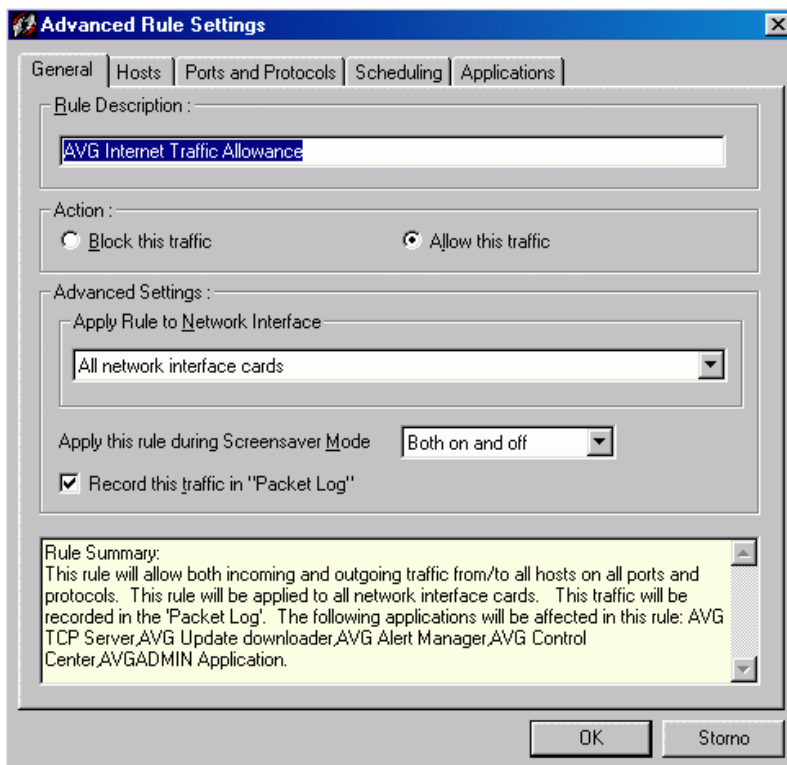 Advanced Rule Settings
General Hosts Ports and Protocols Scheduling Applications
Rule Description :
AVG Internet Traffic Allowance
Action :
Block this traffic Allow this traffic
Advanced Settings :
Apply Rule to Network Interface
All network interface cards
Apply this rule during Screensaver Mode Both on and off
Record this traffic in "Packet Log"
Rule Summary:
This rule will allow both incoming and outgoing traffic from/to all hosts on all ports and
protocols. This rule will be applied to all network interface cards. This traffic will be
recorded in the 'Packet Log'. The following applications will be affected in this rule: AVG
TCP Server,AVG Update downloader,AVG Alert Manager,AVG Control
Center,AVGADMIN Application.
OK Storno